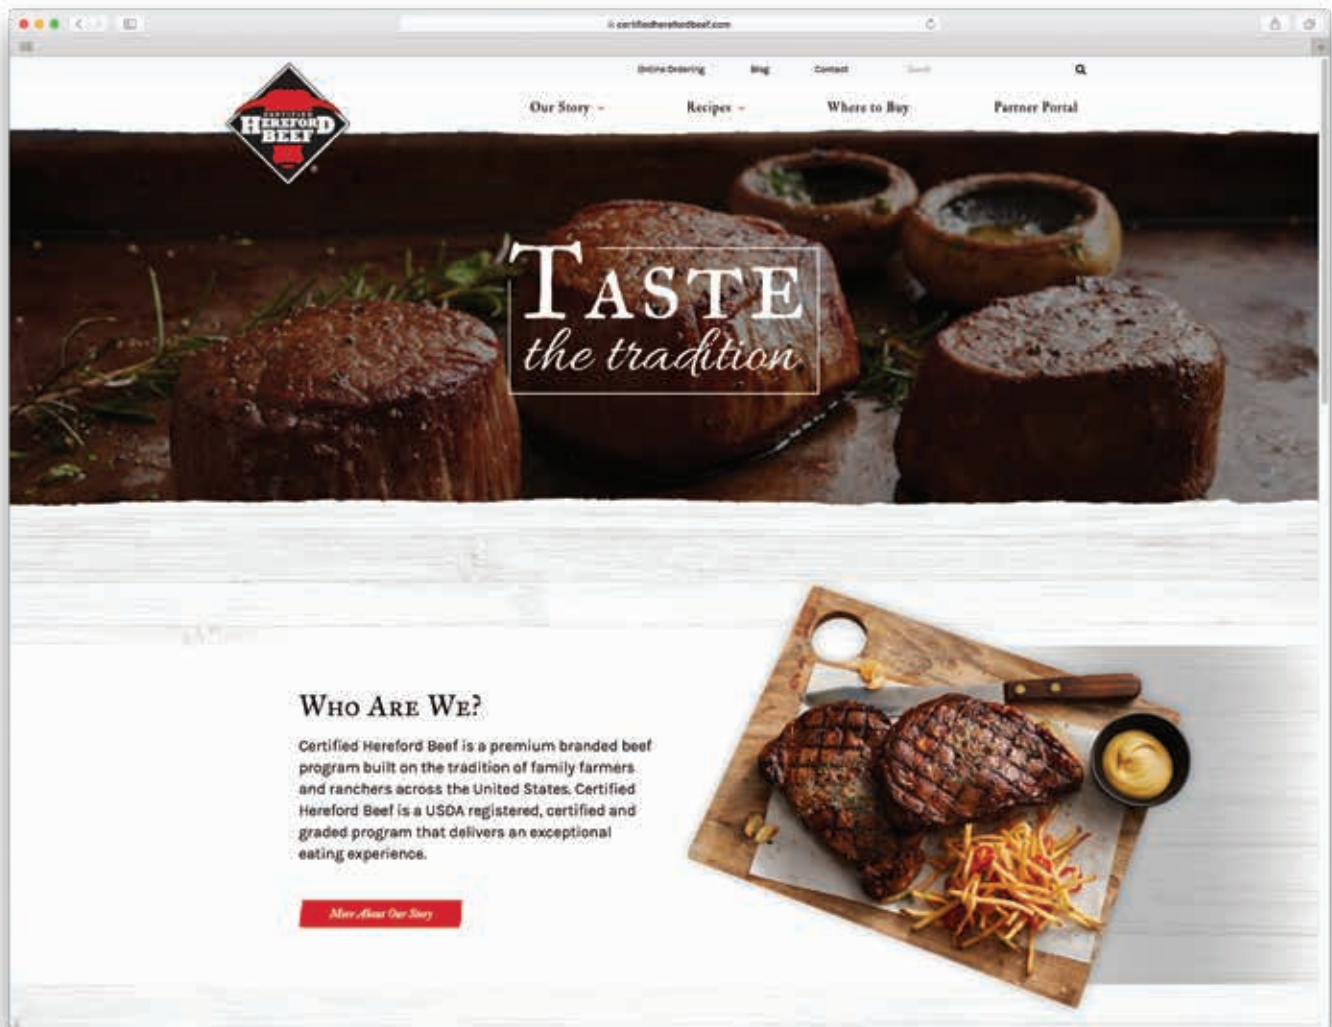 certifiedherefordbeef.com
Online Ordering Blog Contact Search
Our Story Recipes Where to Buy Partner Portal
CERTIFIED
HEREFORD
BEEF
TASTE
the tradition
WHO ARE WE?
Certified Hereford Beef is a premium branded beef
program built on the tradition of family farmers
and ranchers across the United States. Certified
Hereford Beef is a USDA registered, certified and
graded program that delivers an exceptional
eating experience.
More About Our Story